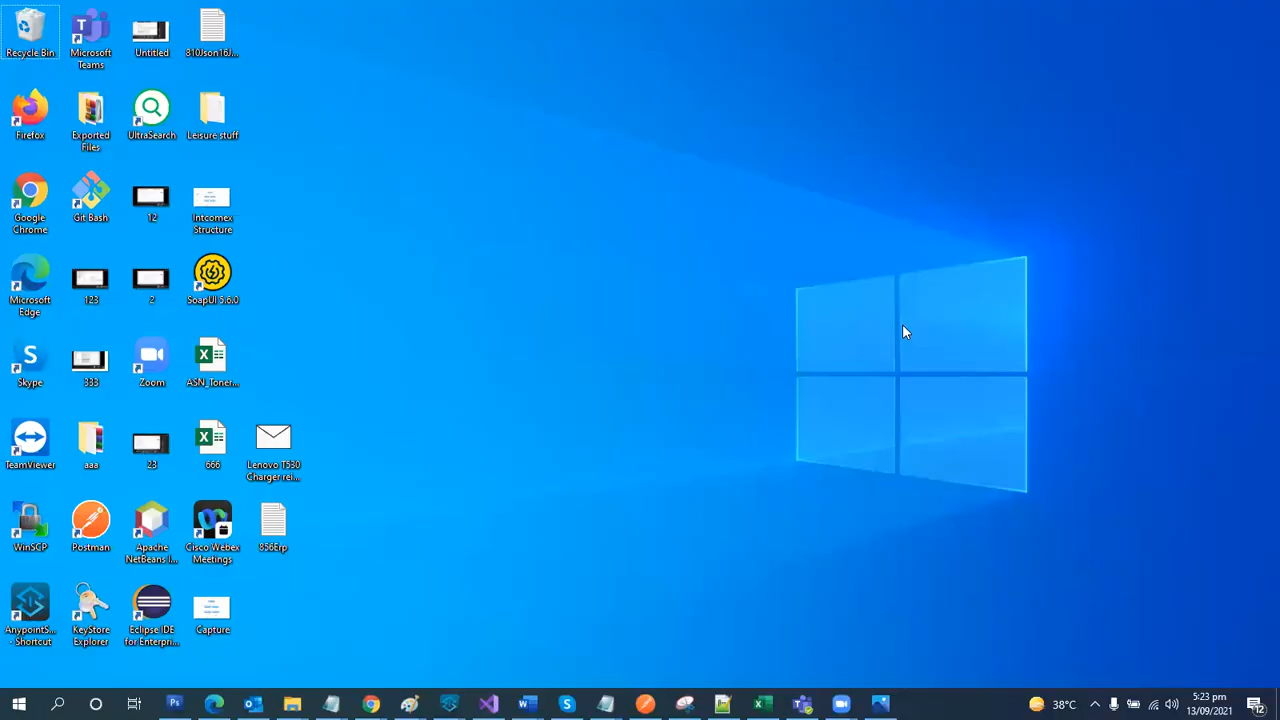 Recycle Bin
Microsoft
Teams
Untitled
810Json16J...
Firefox
Exported
Files
UltraSearch
Leisure stuff
Google
Chrome
Git Bash
12
Intcomex
Structure
Microsoft
Edge
123
2
SoapUI 5.6.0
Skype
333
Zoom
ASN_Toner...
TeamViewer
aaa
23
666
Lenovo T530
Charger rei...
WinSCP
Postman
Apache
NetBeans I...
Cisco Webex
Meetings
856Erp
AnypointS...
- Shortcut
KeyStore
Explorer
Eclipse IDE
for Enterpri...
Capture
38°C
5:23 pm
13/09/2021
12